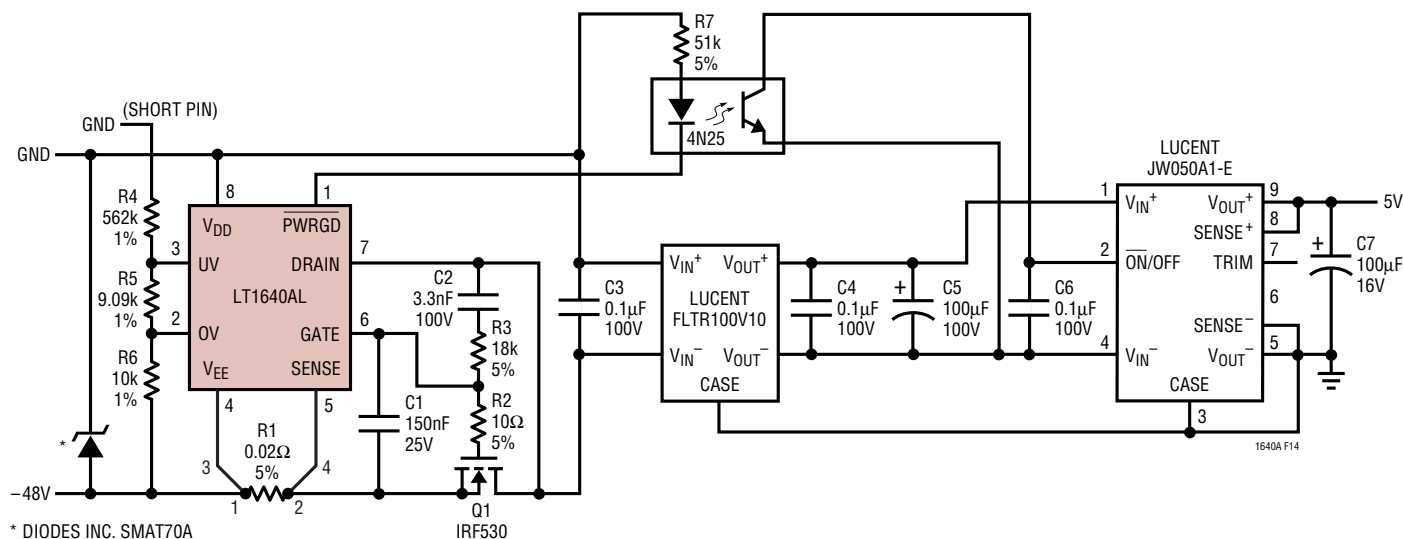 R7
51k
5%
4N25
(SHORT PIN)
GND
GND
R4
562k
1%
R5
9.09k
1%
R6
10k
1%
8
1
3
2
7
6
4
5
VDD
PWRGD
UV
DRAIN
LT1640AL
OV
GATE
VEE
SENSE
C2
3.3nF
100V
R3
18k
5%
R2
10Ω
5%
C1
150nF
25V
R1
0.02Ω
5%
3
4
1
2
*
–48V
Q1
IRF530
* DIODES INC. SMAT70A
C3
0.1µF
100V
VIN+
VOUT+
LUCENT
FLTR100V10
VIN–
VOUT–
CASE
C4
0.1µF
100V
+
C5
100µF
100V
C6
0.1µF
100V
LUCENT
JW050A1-E
1
2
4
VIN+
VOUT+
SENSE+
ON/OFF
TRIM
SENSE–
VIN–
VOUT–
CASE
9
8
7
6
5
3
5V
+
C7
100µF
16V
1640A F14